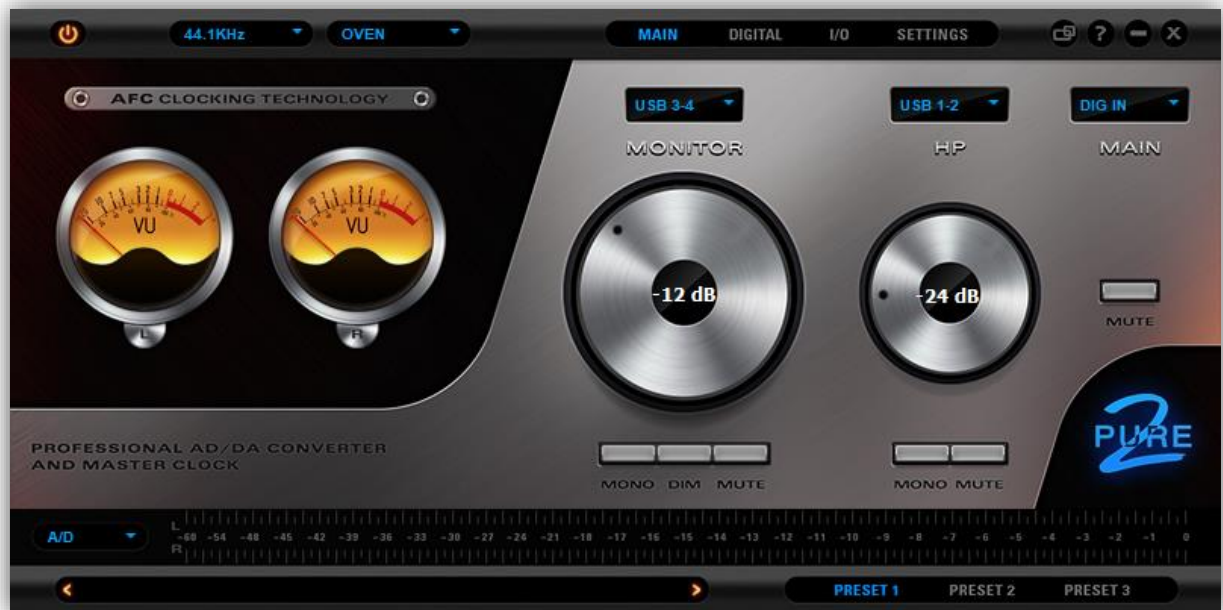 44.1KHz OVEN MAIN DIGITAL I/O SETTINGS ?
AFC CLOCKING TECHNOLOGY
USB 3-4 USB 1-2 DIG IN
MONITOR HP MAIN
VU VU
-12 dB -24 dB
L R
MUTE
PURE 2
PROFESSIONAL AD/DA CONVERTER
AND MASTER CLOCK
MONO DIM MUTE MONO MUTE
L
A/D -60 -54 -48 -45 -42 -39 -36 -33 -30 -27 -24 -21 -18 -17 -16 -15 -14 -13 -12 -11 -10 -9 -8 -7 -6 -5 -4 -3 -2 -1 0
R
PRESET 1 PRESET 2 PRESET 3